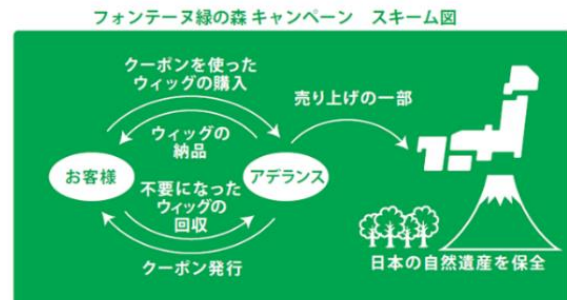 フォンテーヌ緑の森 キャンペーン　スキーム図
クーポンを使った
ウィッグの購入
売り上げの一部
ウィッグの
納品
お客様
アデランス
不要になった
ウィッグの
回収
クーポン発行
日本の自然遺産を保全